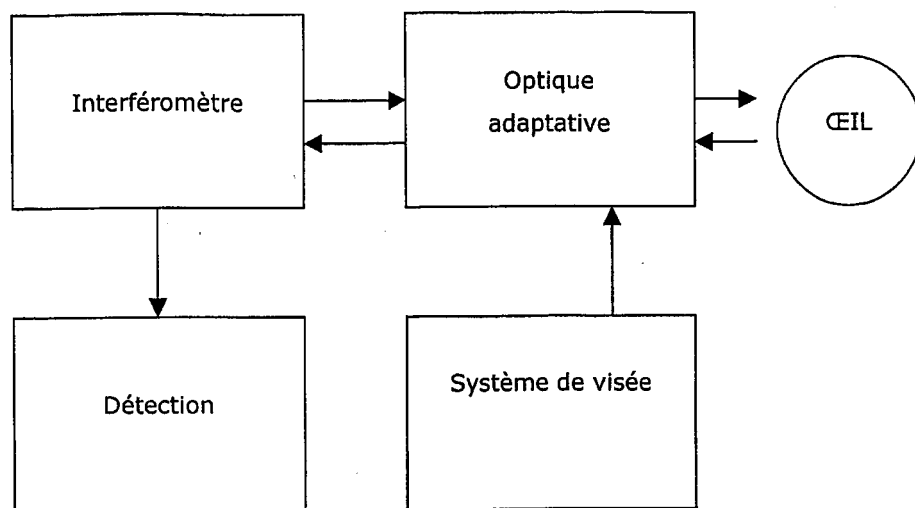 Interféromètre
Optique
adaptative
ŒIL
Détection
Système de visée